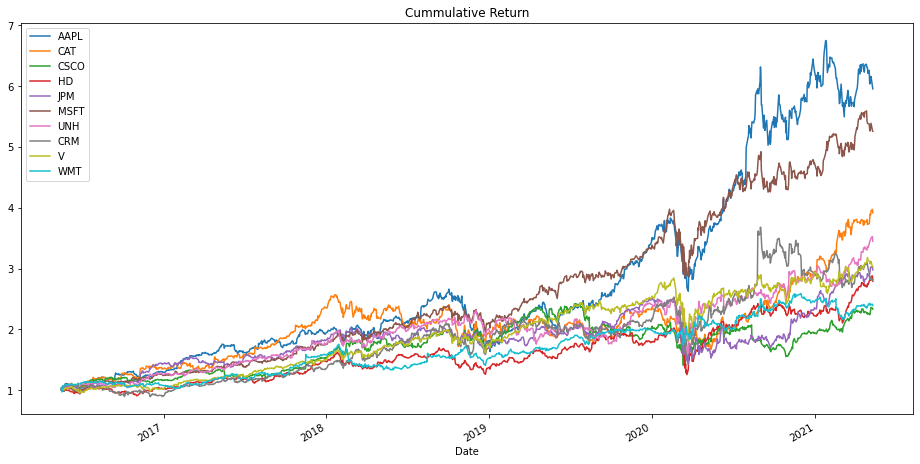 Cummulative Return
7
6
5
4
3
2
1
AAPL
CAT
CSCO
HD
JPM
MSFT
UNH
CRM
V
WMT
2017
2018
2019
2020
2021
Date